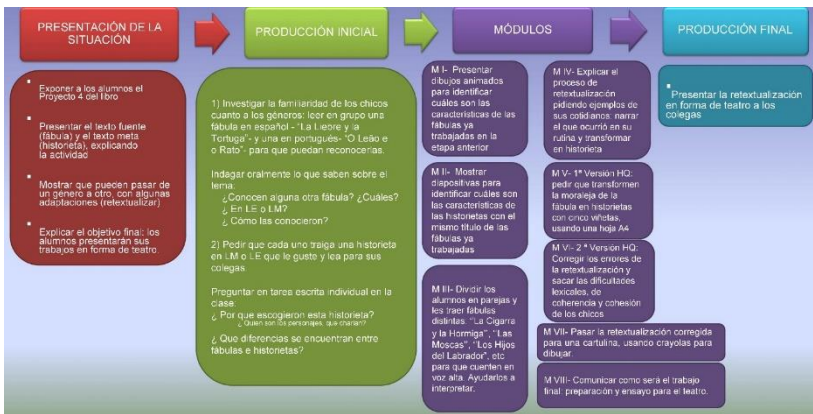 PRESENTACIÓN DE LA
SITUACIÓN
Exponer a los alumnos el
Proyecto 4 del libro
Presentar el texto fuente
(fábula) y el texto meta
(historieta), explicando
la actividad
Mostrar que pueden pasar de
un género a otro, con algunas
adaptaciones (retextualizar)
Explicar el objetivo final: los
alumnos presentarán sus
trabajos en forma de teatro.
PRODUCCIÓN INICIAL
1) Investigar la familiaridad de los chicos
cuanto a los géneros: leer en grupo una
fábula en español - “La Liebre y la
Tortuga”- y una en portugués- “O Leão e
o Rato”- para que puedan reconocerlas.
Indagar oralmente lo que saben sobre el
tema:
¿Conocen alguna otra fábula? ¿Cuáles?
¿ En LE o LM?
¿ Cómo las conocieron?
2) Pedir que cada uno traiga una historieta
en LM o LE que le guste y lea para sus
colegas.
Preguntar en tarea escrita individual en la
clase:
¿ Por que escogieron esta historieta?
¿ Quien son los personajes, que charlan?
¿ Que diferencias se encuentran entre
fábulas e historietas?
MÓDULOS
M I- Presentar
dibujos animados
para identificar
cuáles son las
características de las
fábulas ya
trabajadas en la
etapa anterior
M II- Mostrar
diapositivas para
identificar cuáles son
las características de
las historietas con el
mismo título de las
fábulas ya
trabajadas
M III- Dividir los
alumnos en parejas y
les traer fábulas
distintas: “La Cigarra
y la Hormiga”, “Las
Moscas”, “Los Hijos
del Labrador”, etc
para que cuenten en
voz alta. Ayudarlos a
interpretar.
M IV- Explicar el
proceso de
retextualización
pidiendo ejemplos de
sus cotidiano: narrar
el que ocurrió en su
rutina y transformar
en historieta
M V- 1ª Versión HQ:
pedir que transformen
la moraleja de la
fábula en historietas
con cinco viñetas,
usando una hoja A4
M VI- 2 ª Versión HQ:
Corregir los errores de
la retextualización y
sacar las dificultades
lexicales, de
coherencia y cohesión
de los chicos
M VII- Pasar la retextualización corregida
para una cartulina, usando crayolas para
dibujar.
M VIII- Comunicar como será el trabajo
final: preparación y ensayo para el teatro.
PRODUCCIÓN FINAL
Presentar la retextualización
en forma de teatro a los
colegas